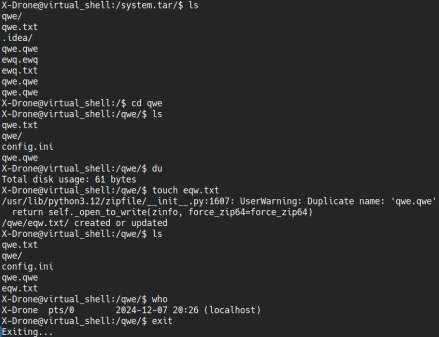 X-Drone@virtual_shell:/system.tar/$ ls
qwe/
qwe.txt
.idea/
qwe.qwe
ewq.ewq
ewq.txt
qwe.qwe
qwe.qwe
X-Drone@virtual_shell:/$ cd qwe
X-Drone@virtual_shell:/qwe/$ ls
qwe.txt
qwe/
config.ini
qwe.qwe
X-Drone@virtual_shell:/qwe/$ du
Total disk usage: 61 bytes
X-Drone@virtual_shell:/qwe/$ touch eqw.txt
/usr/lib/python3.12/zipfile/__init__.py:1607: UserWarning: Duplicate name: 'qwe.qwe'
  return self._open_to_write(zinfo, force_zip64=force_zip64)
/qwe/eqw.txt/ created or updated
X-Drone@virtual_shell:/qwe/$ ls
qwe.txt
qwe/
config.ini
qwe.qwe
eqw.txt
X-Drone@virtual_shell:/qwe/$ who
X-Drone  pts/0        2024-12-07 20:26 (localhost)
X-Drone@virtual_shell:/qwe/$ exit
Exiting...